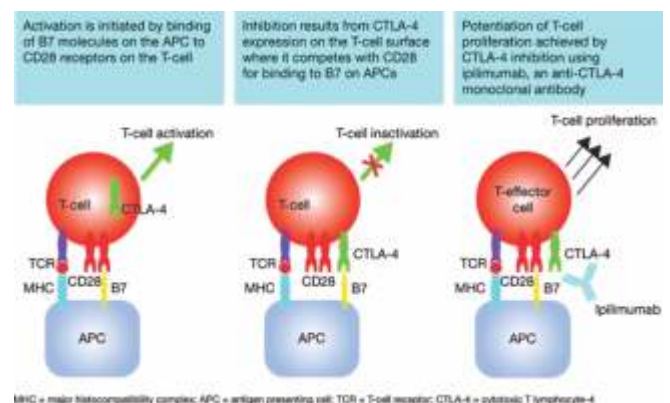 Activation is initiated by binding
of B7 molecules on the APC to
CD28 receptors on the T-cell
Inhibition results from CTLA-4
expression on the T-cell surface
where it competes with CD28
for binding to B7 on APCs
Potentiation of T-cell
proliferation achieved by
CTLA-4 inhibition using
ipilimumab, an anti-CTLA-4
monoclonal antibody
T-cell activation
T-cell
CTLA-4
TCR
CD28
MHC
B7
APC
T-cell inactivation
T-cell
CTLA-4
TCR
CD28
MHC
B7
APC
T-cell proliferation
T-effector
cell
CTLA-4
TCR
CD28
MHC
B7
Ipilimumab
APC
MHC = major histocompatibility complex; APC = antigen presenting cell; TCR = T-cell receptor; CTLA-4 = cytotoxic T lymphocyte-4